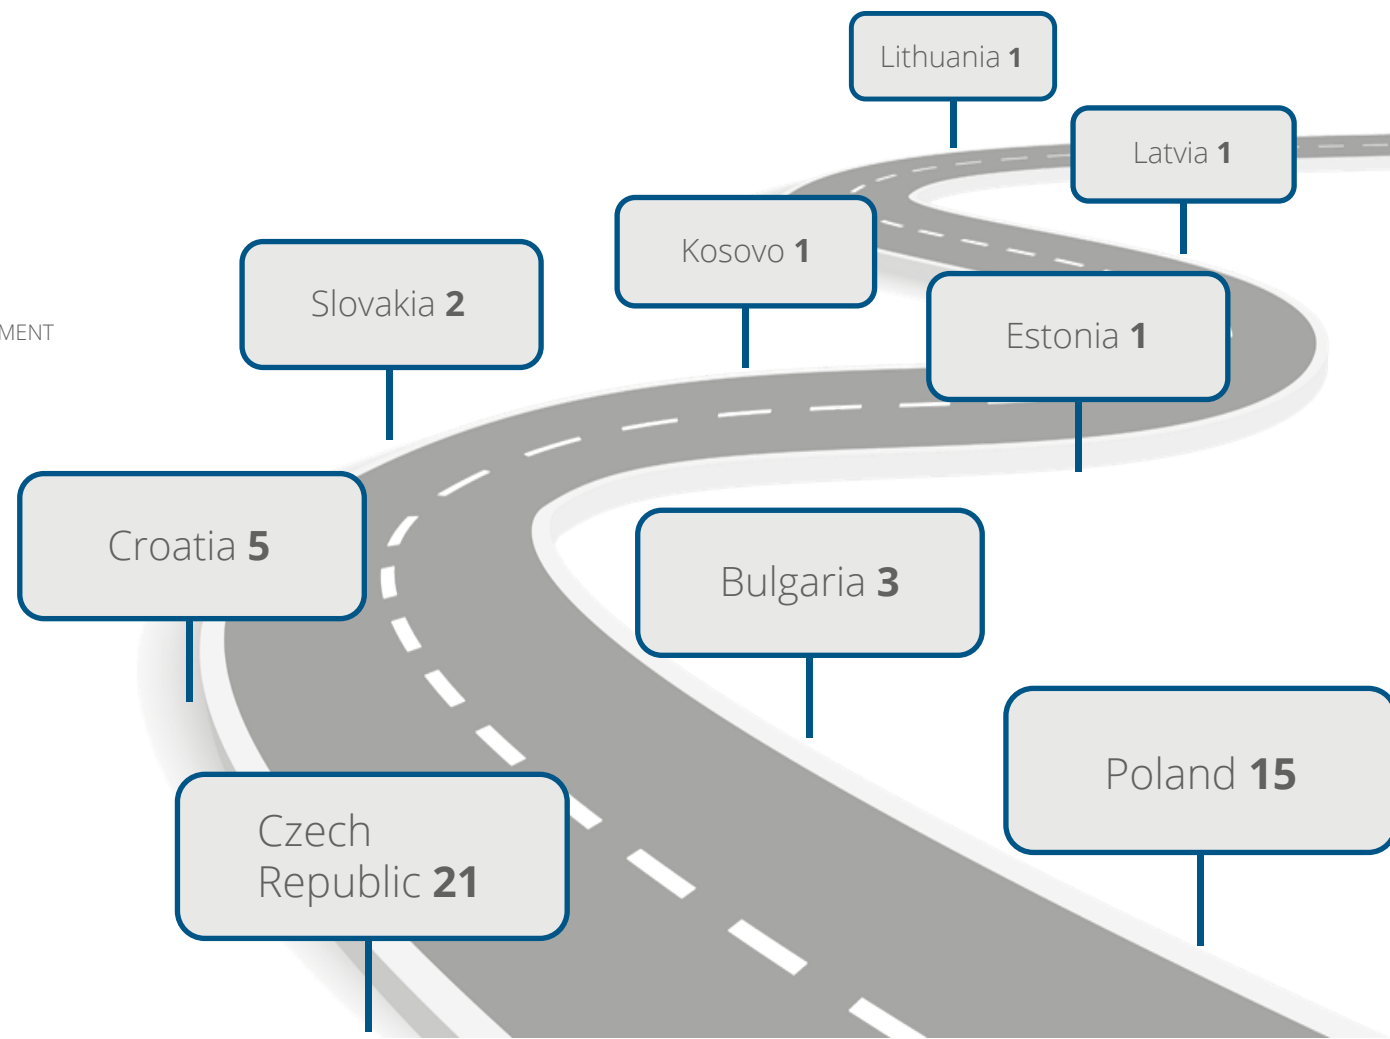 Lithuania 1
Latvia 1
Kosovo 1
Slovakia 2
Estonia 1
MENT
Croatia 5
Bulgaria 3
Poland 15
Czech
Republic 21